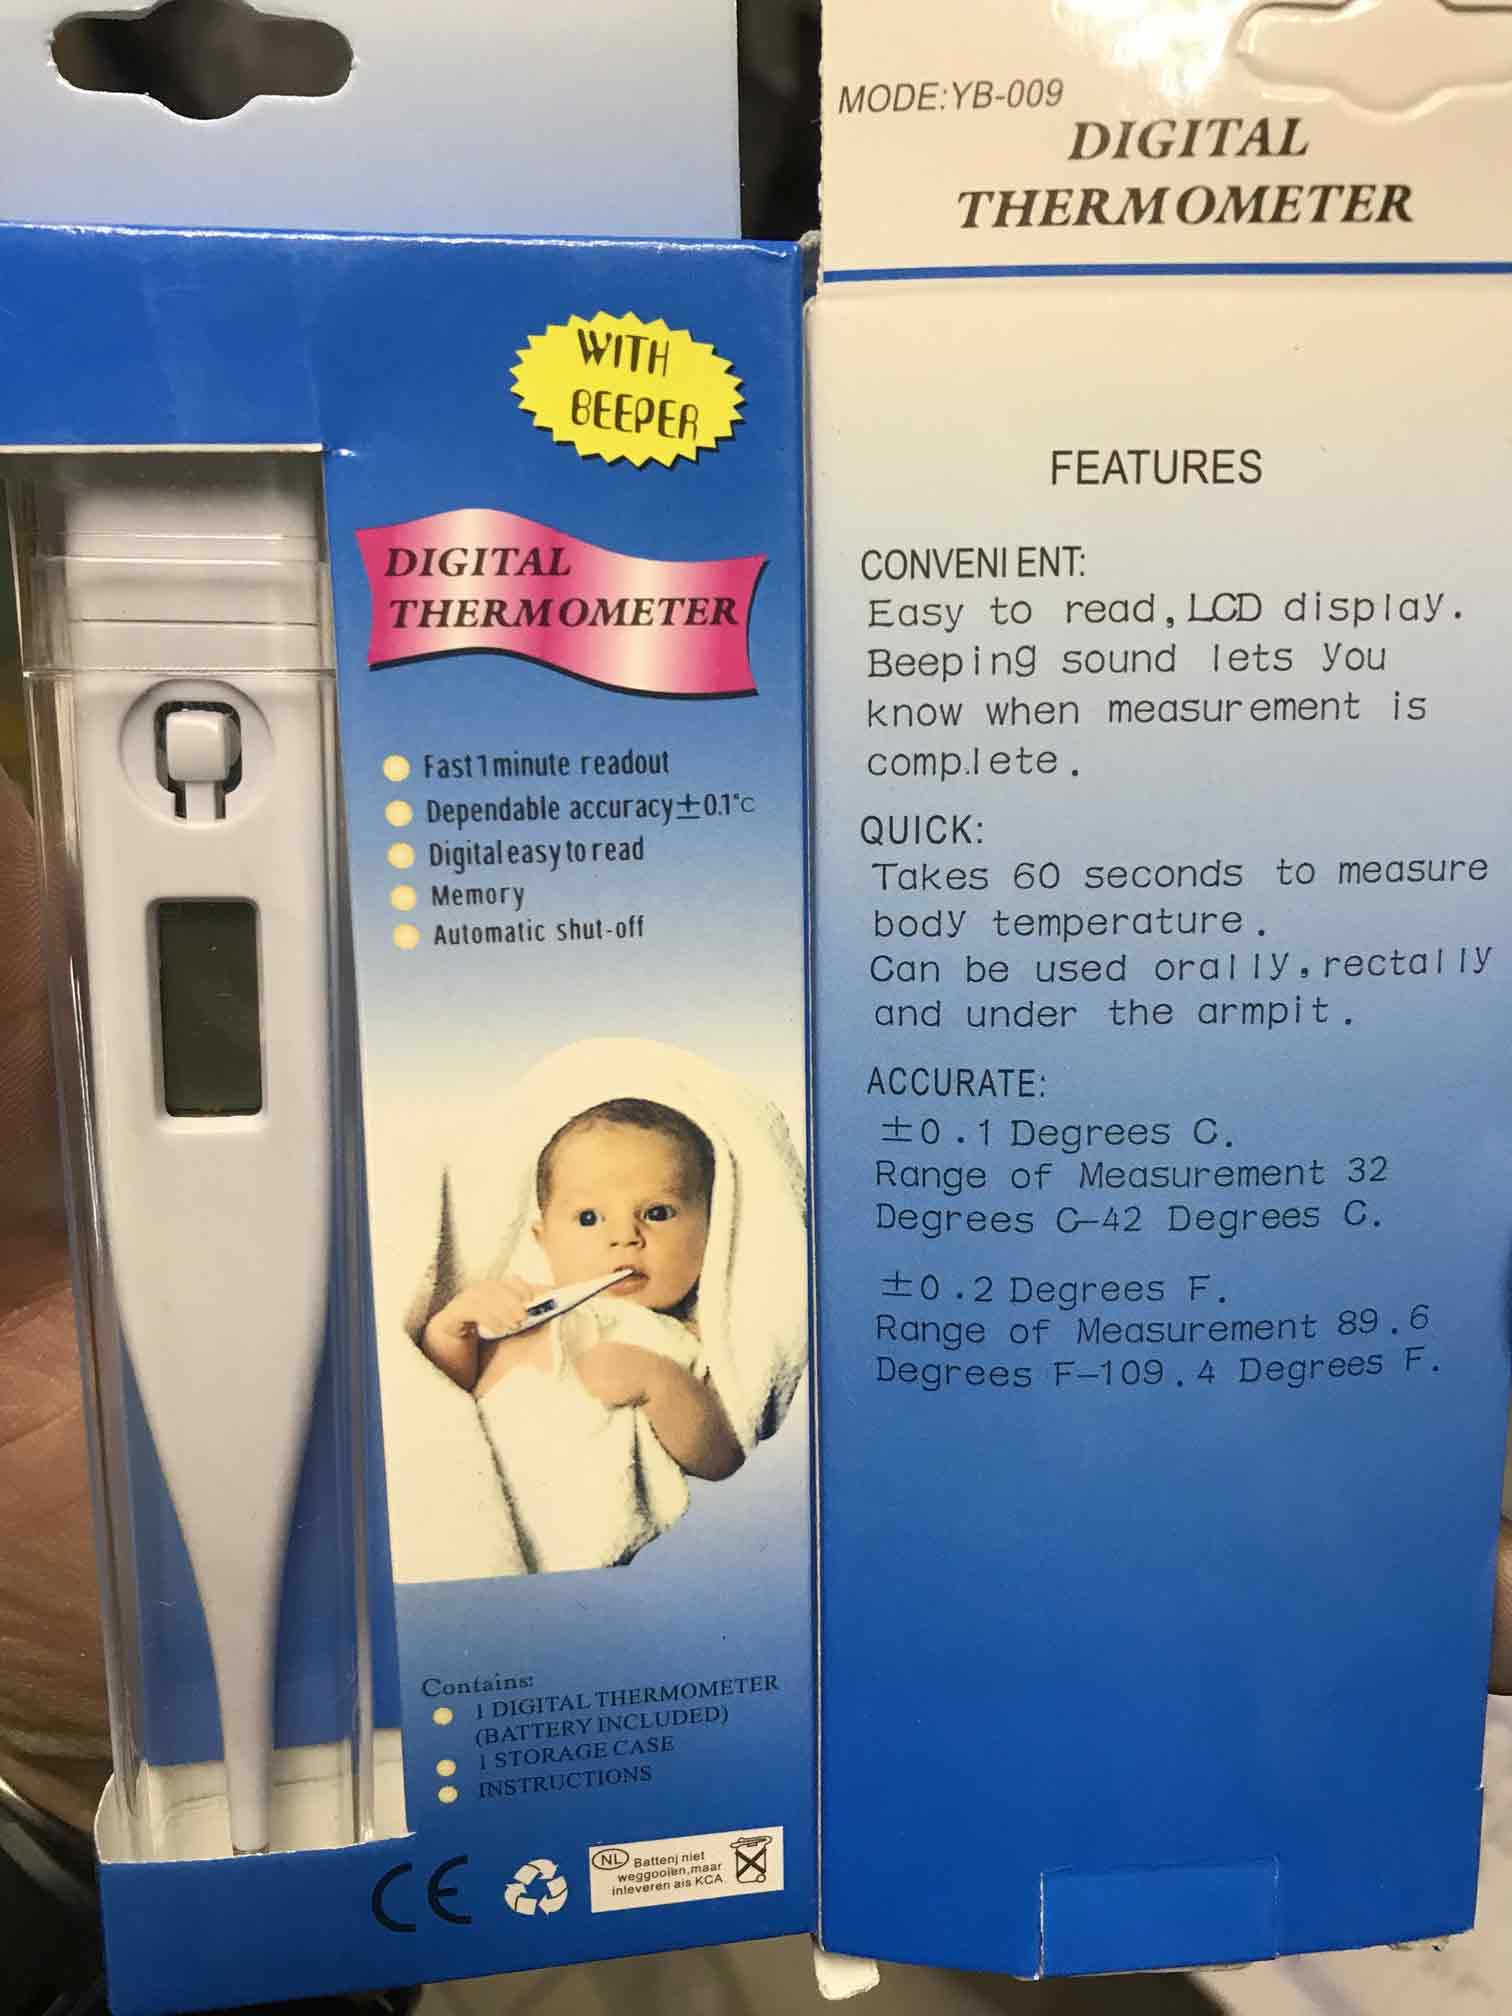 WITH
BEEPER
DIGITAL
THERMOMETER
Fast 1 minute readout
Dependable accuracy±0.1°C
Digital easy to read
Memory
Automatic shut-off
Contains:
1 DIGITAL THERMOMETER
(BATTERY INCLUDED)
1 STORAGE CASE
INSTRUCTIONS
CE
NL Battenj niet
weggooiien,maar
inleveren ais KCA.
MODE:YB-009
DIGITAL
THERMOMETER
FEATURES
CONVENIENT:
Easy to read, LCD display.
Beeping sound lets you
know when measurement is
comp.lete.
QUICK:
Takes 60 seconds to measure
body temperature.
Can be used orally, rectally
and under the armpit.
ACCURATE:
±0.1 Degrees C.
Range of Measurement 32
Degrees C-42 Degrees C.
±0.2 Degrees F.
Range of Measurement 89.6
Degrees F-109.4 Degrees F.